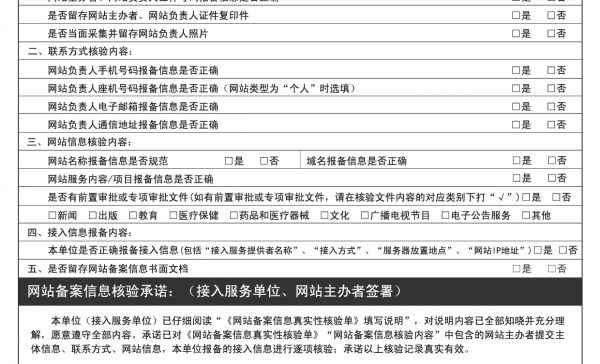 是否留存网站主办者、网站负责人证件复印件 □是 □否
是否当面采集并留存网站负责人照片 □是 □否
二、联系方式核验内容：
网站负责人手机号码报备信息是否正确 □是 □否
网站负责人座机号码报备信息是否正确（网站类型为“个人”时选填） □是 □否
网站负责人电子邮箱报备信息是否正确 □是 □否
网站负责人通信地址报备信息是否正确 □是 □否
三、网站信息核验内容：
网站名称报备信息是否规范 □是 □否 域名报备信息是否正确 □是 □否
网站服务内容/项目报备信息是否正确 □是 □否
是否有前置审批或专项审批文件(如有前置审批或专项审批文件，请在核验文件内容的对应类别下打“√”) □是 □否
□新闻 □出版 □教育 □医疗保健 □药品和医疗器械 □文化 □广播电视节目 □电子公告服务 □其他
四、接入信息报备内容：
本单位是否正确报备接入信息(包括“接入服务提供者名称”、“接入方式”、“服务器放置地点”、“网站IP地址”) □是 □否
五、是否留存网站备案信息书面文档 □是 □否
网站备案信息核验承诺：（接入服务单位、网站主办者签署）
本单位（接入服务单位）已仔细阅读“《网站备案信息真实性核验单》填写说明”，对说明内容已全部知晓并充分理
解，愿意遵守全部内容，承诺已对《网站备案信息真实性核验单》“网站备案信息核验内容”中包含的网站主办者提交主
体信息、联系方式、网站信息，本单位报备的接入信息进行逐项核验；承诺以上核验记录真实有效。